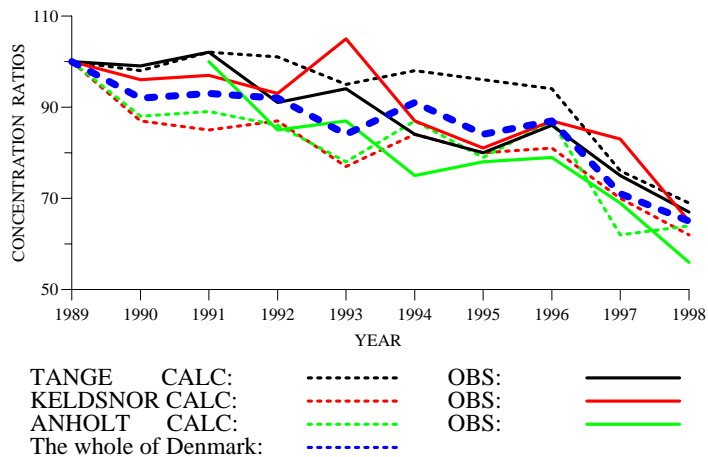 110
90
70
50
CONCENTRATION RATIOS
1989 1990 1991 1992 1993 1994 1995 1996 1997 1998
YEAR
TANGE CALC: OBS:
KELDSNOR CALC: OBS:
ANHOLT CALC: OBS:
The whole of Denmark: